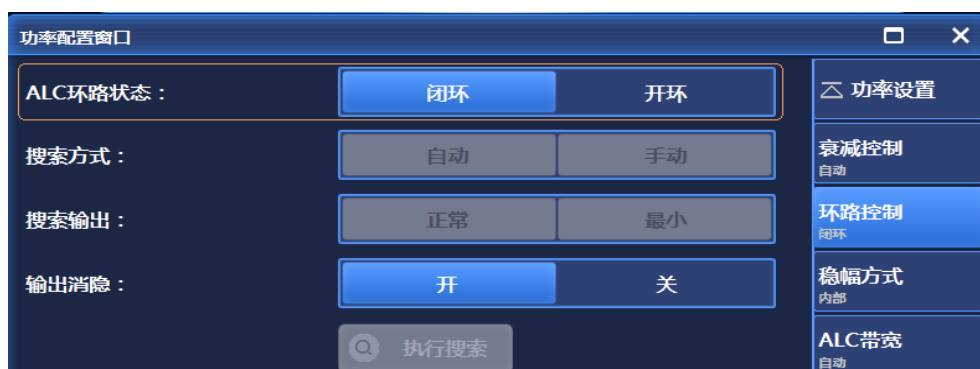 功率配置窗口
ALC环路状态： 闭环 开环
搜索方式： 自动 手动
搜索输出： 正常 最小
输出消隐： 开 关
执行搜索
功率设置
衰减控制
自动
环路控制
闭环
稳幅方式
内部
ALC带宽
自动